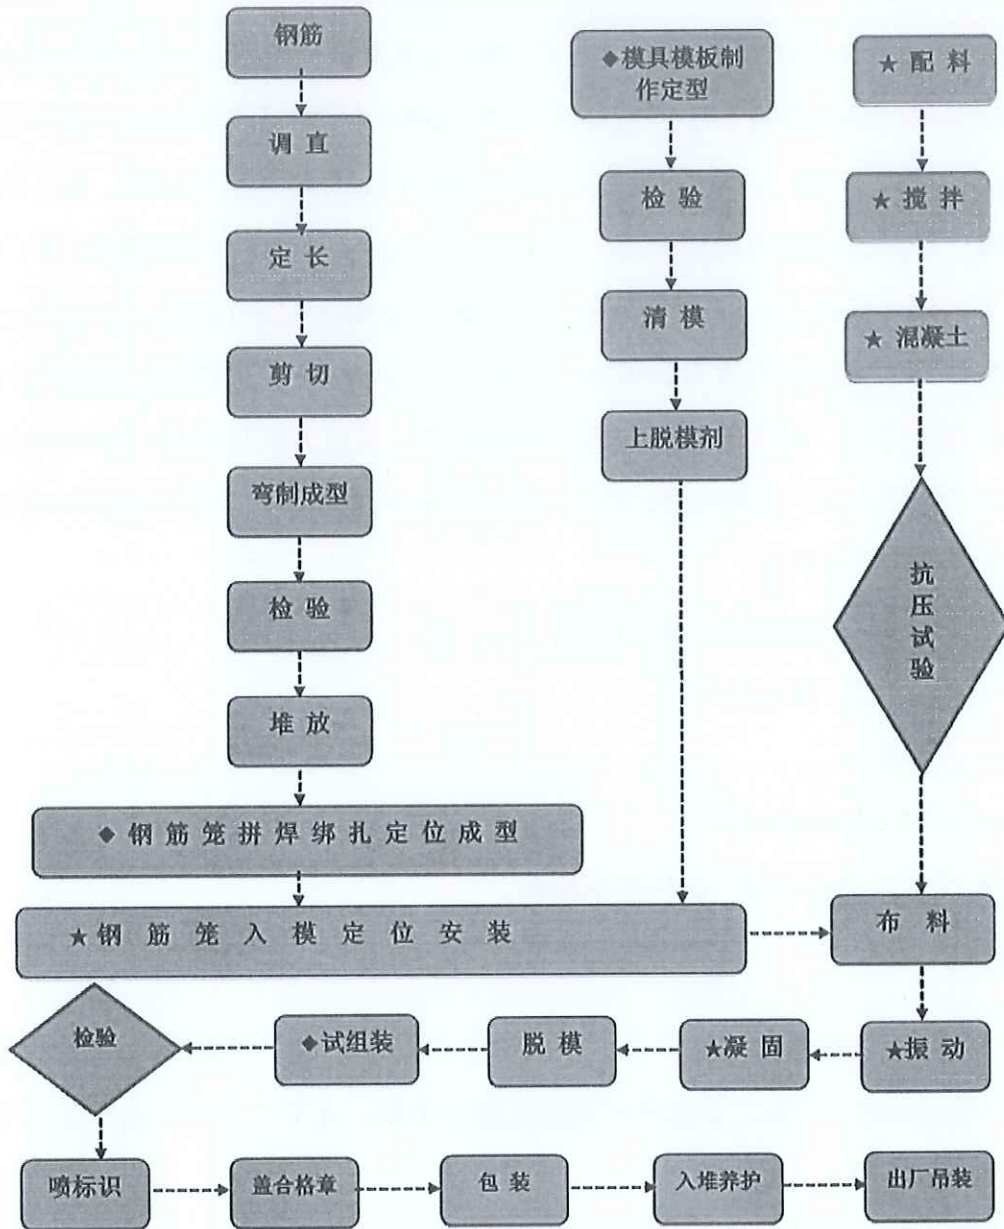 钢筋
调直
定长
剪切
弯制成型
检验
堆放
◆钢筋笼拼焊绑扎定位成型
★钢筋笼入模定位安装
◆模具模板制
作定型
检验
清模
上脱模剂
★配料
★搅拌
★混凝土
抗
压
试
验
布料
★振动
★凝固
脱模
◆试组装
检验
喷标识
盖合格章
包装
入堆养护
出厂吊装